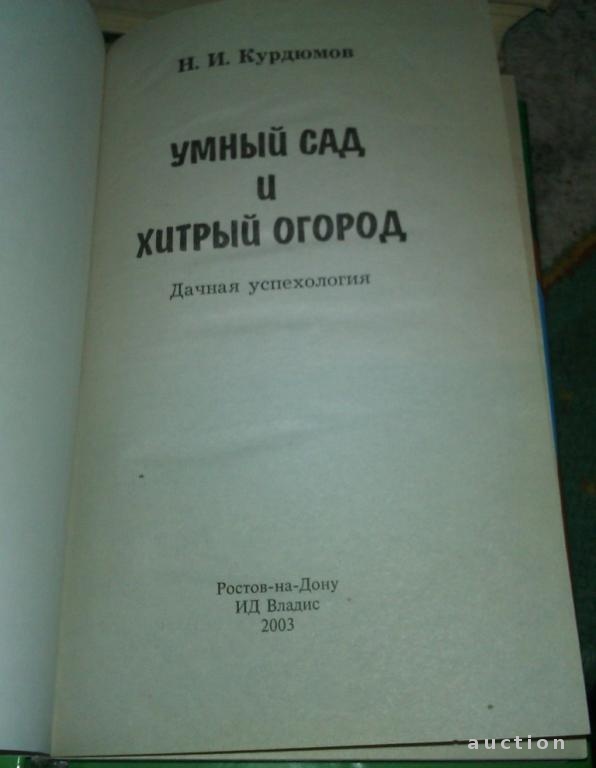 Н. И. Курдюмов
УМНЫЙ САД
И
ХИТРЫЙ ОГОРОД
Дачная успехология
Ростов-на-Дону
ИД Владис
2003
auction